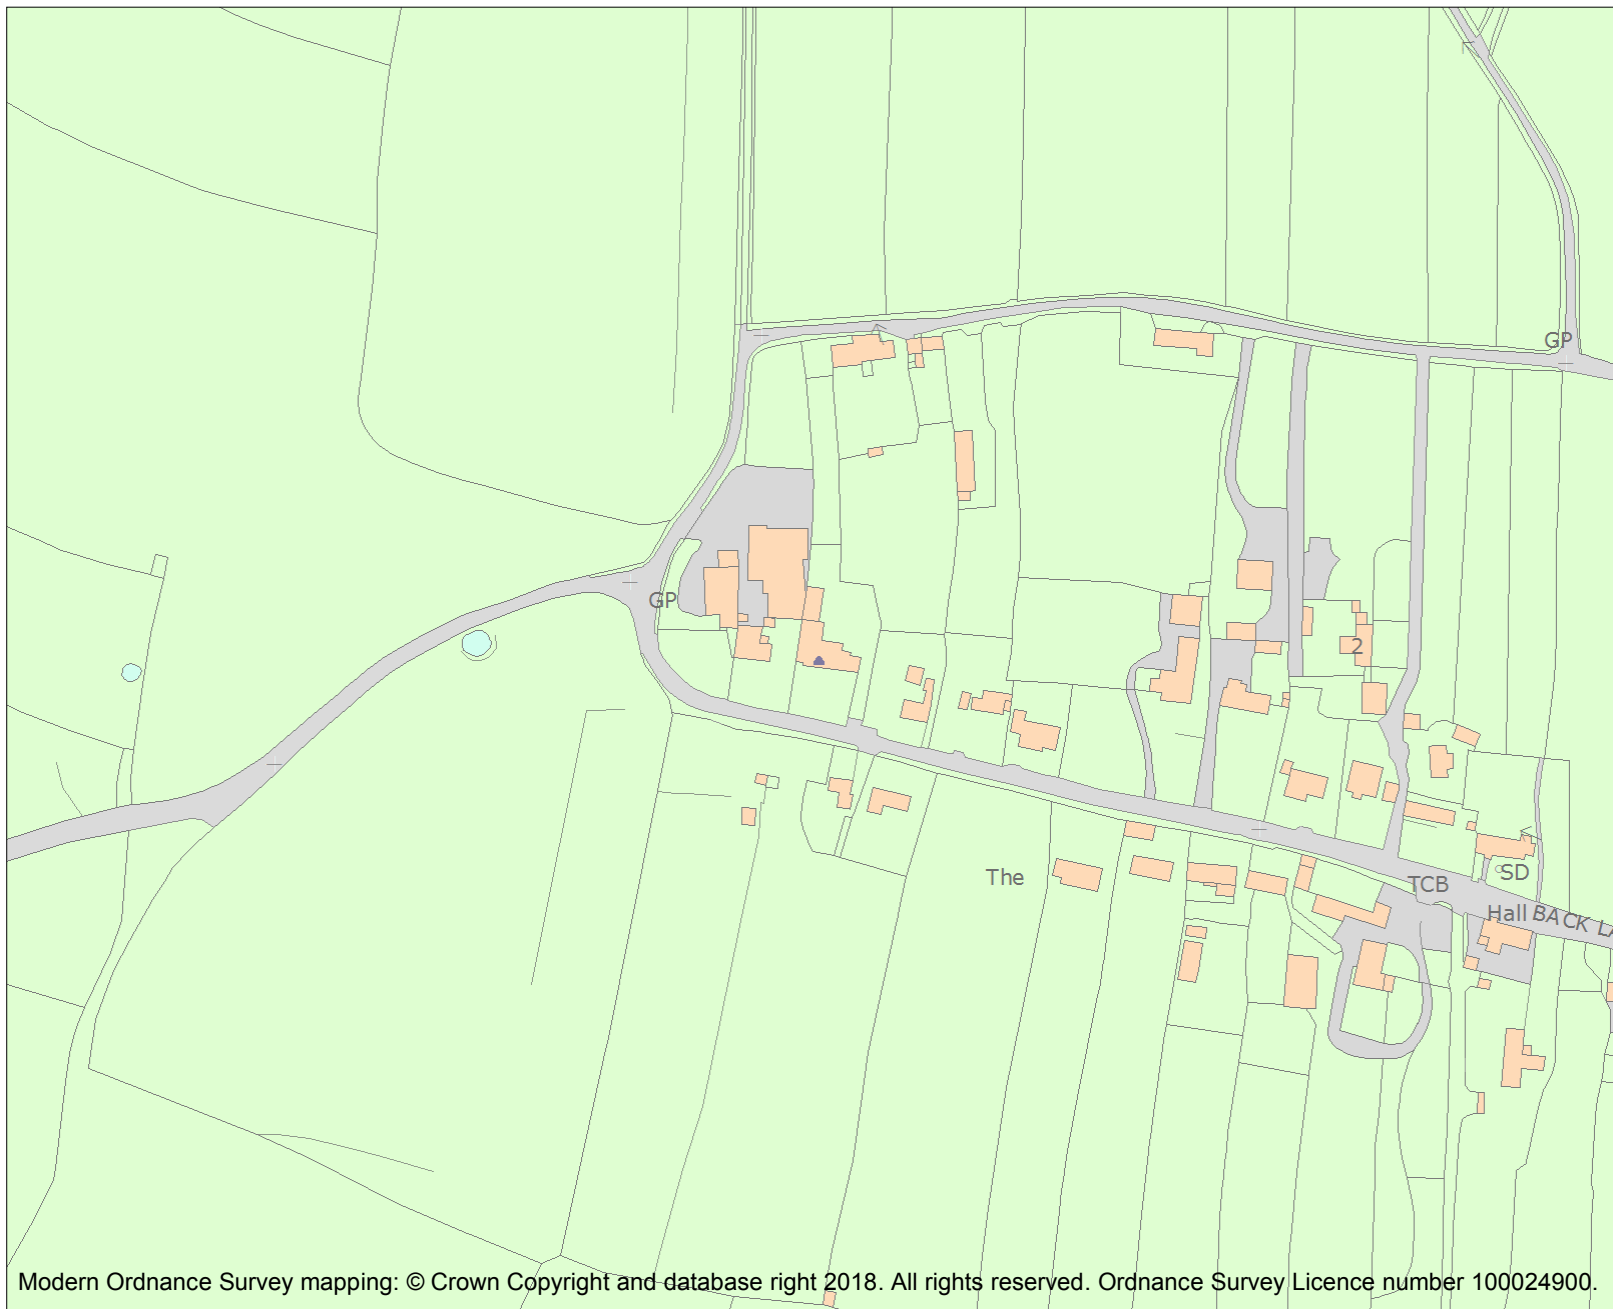 GP
GP
2
The
SD
TCB
Hall
BACK LA
Modern Ordnance Survey mapping: © Crown Copyright and database right 2018. All rights reserved. Ordnance Survey Licence number 100024900.